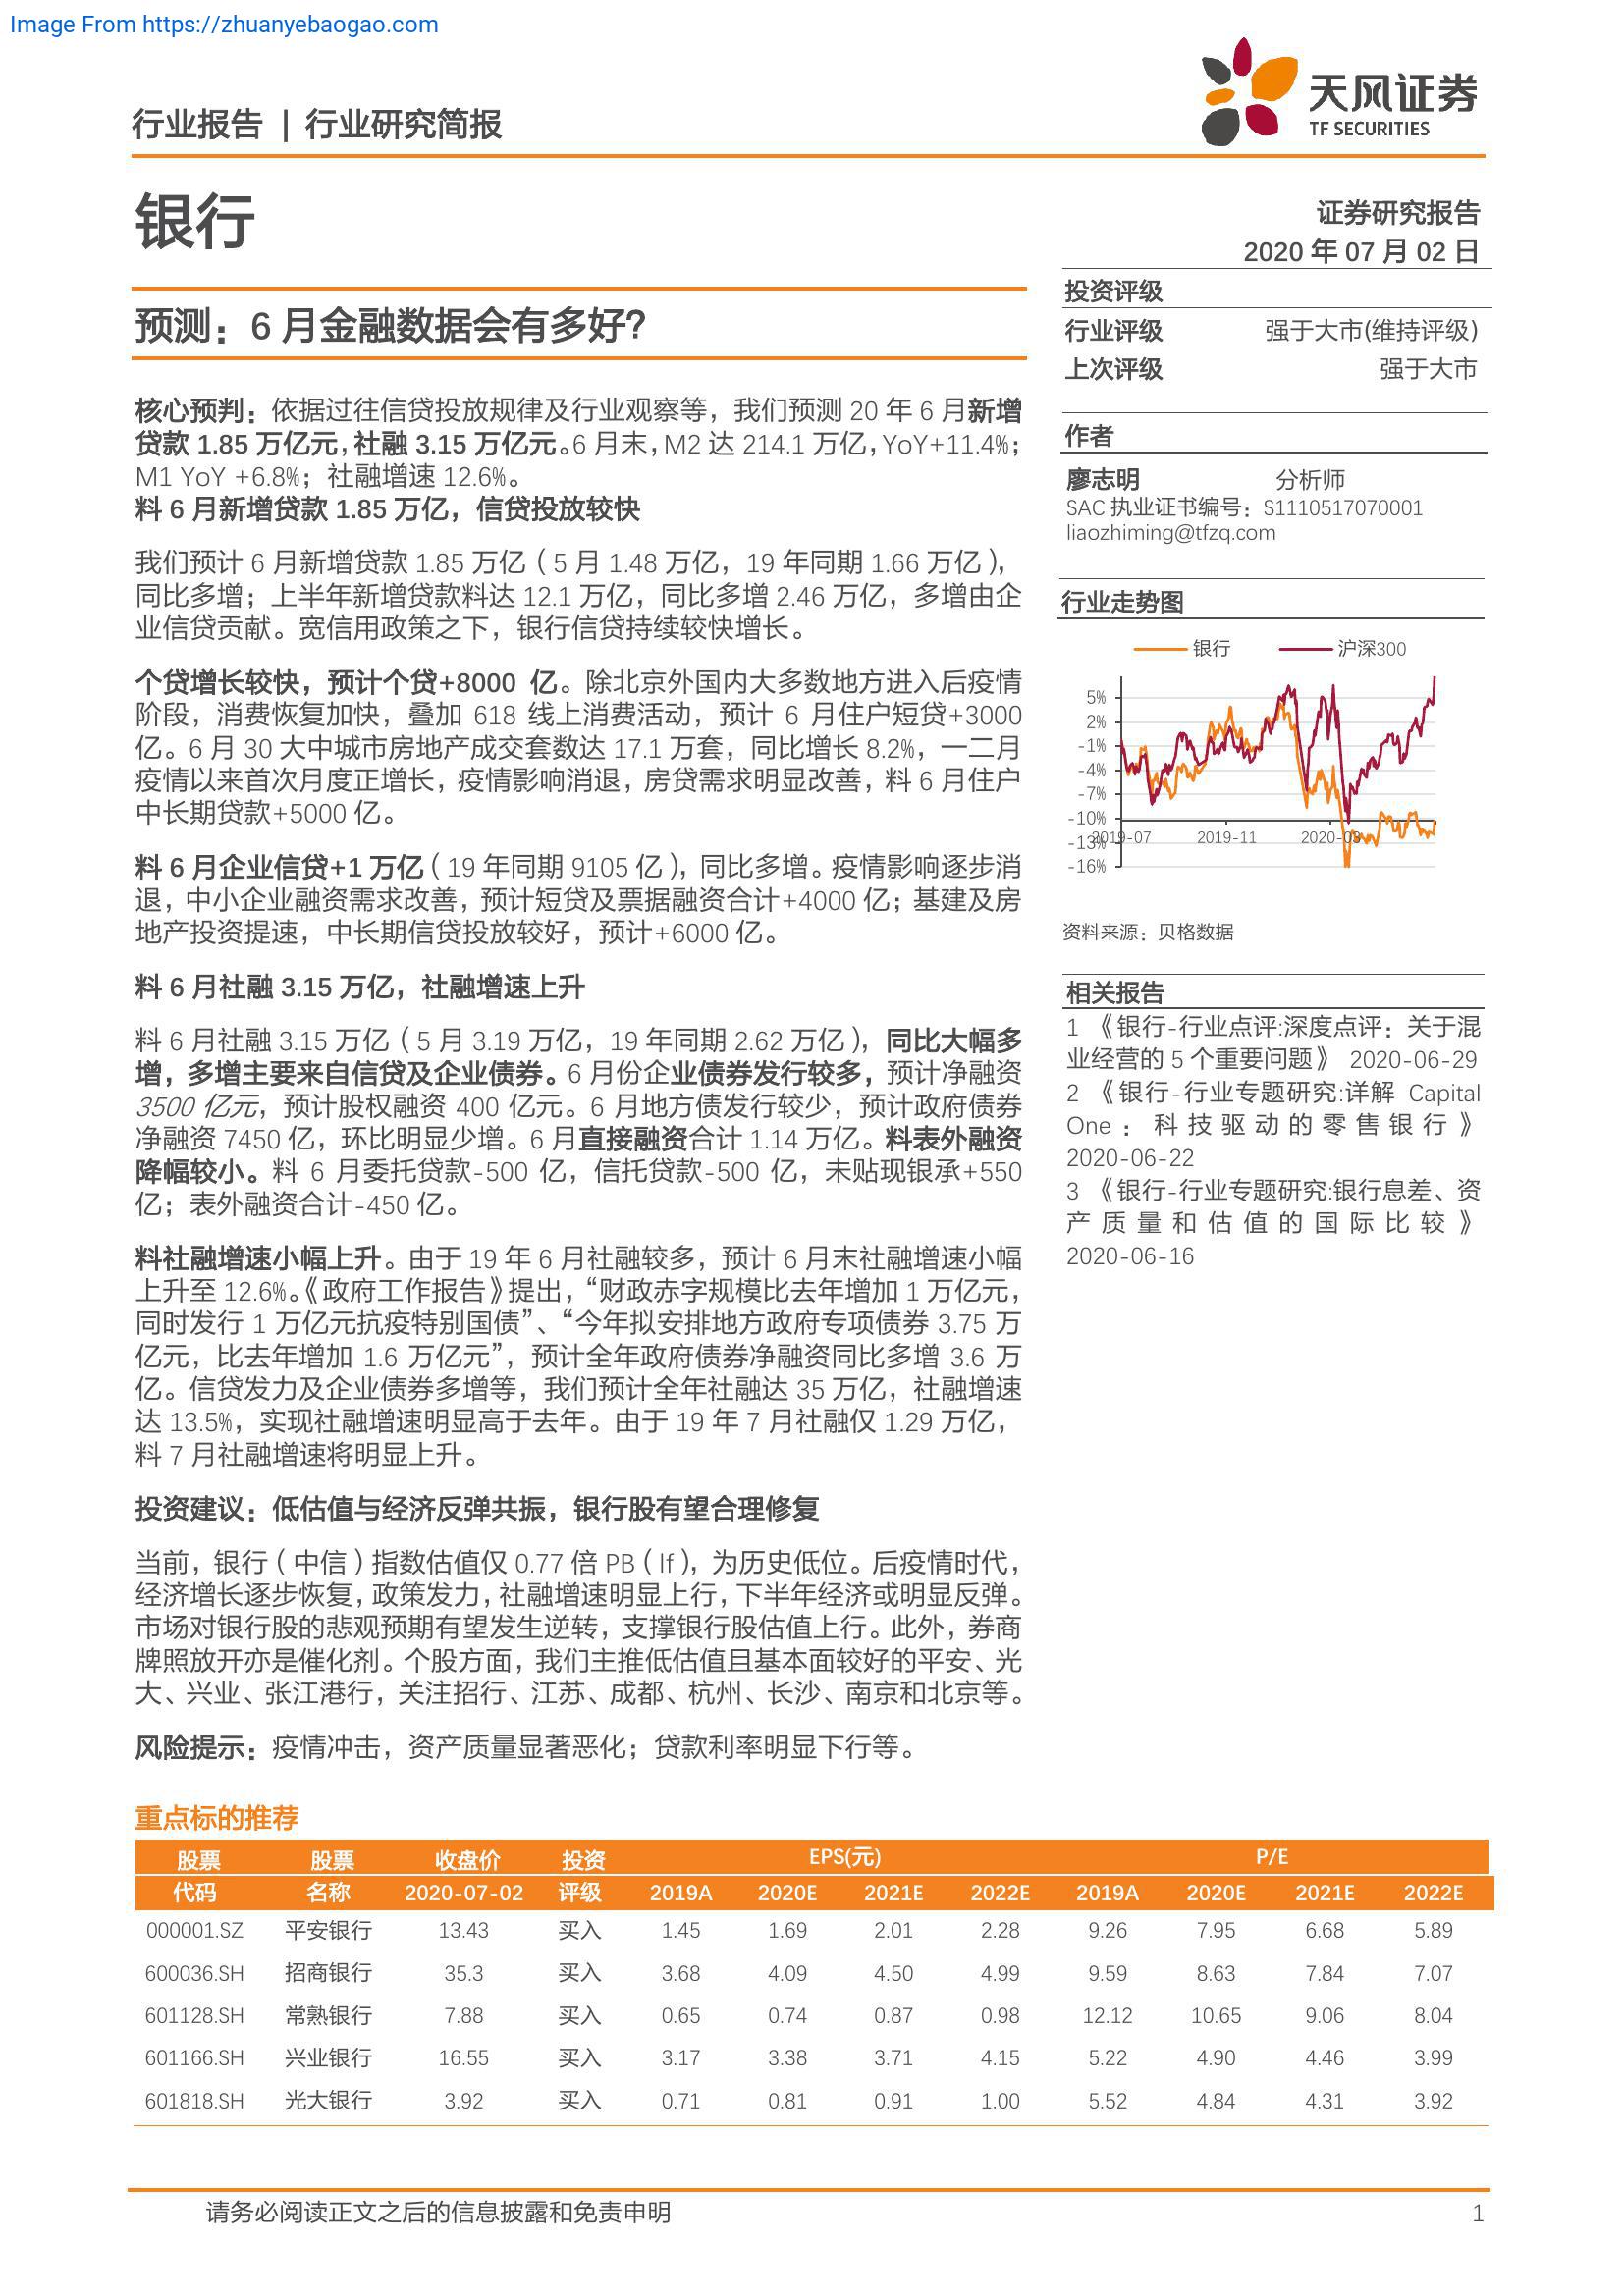 Image From https://zhuanyebaogao.com
行业报告 | 行业研究简报
天风证券
TF SECURITIES
银行
证券研究报告
2020 年 07 月 02 日
预测：6 月金融数据会有多好？
核心预判：依据过往信贷投放规律及行业观察等，我们预测 20 年 6 月新增
贷款 1.85 万亿元，社融 3.15 万亿元。6 月末，M2 达 214.1 万亿，YoY+11.4%；
M1 YoY +6.8%；社融增速 12.6%。
料 6 月新增贷款 1.85 万亿，信贷投放较快
我们预计 6 月新增贷款 1.85 万亿（5 月 1.48 万亿，19 年同期 1.66 万亿），
同比多增；上半年新增贷款料达 12.1 万亿，同比多增 2.46 万亿，多增由企
业信贷贡献。宽信用政策之下，银行信贷持续较快增长。
个贷增长较快，预计个贷+8000 亿。除北京外国内大多数地方进入后疫情
阶段，消费恢复加快，叠加 618 线上消费活动，预计 6 月住户短贷+3000
亿。6 月 30 大中城市房地产成交套数达 17.1 万套，同比增长 8.2%，一二月
疫情以来首次月度正增长，疫情影响消退，房贷需求明显改善，料 6 月住户
中长期贷款+5000 亿。
料 6 月企业信贷+1 万亿（19 年同期 9105 亿），同比多增。疫情影响逐步消
退，中小企业融资需求改善，预计短贷及票据融资合计+4000 亿；基建及房
地产投资提速，中长期信贷投放较好，预计+6000 亿。
料 6 月社融 3.15 万亿，社融增速上升
料 6 月社融 3.15 万亿（5 月 3.19 万亿，19 年同期 2.62 万亿），同比大幅多
增，多增主要来自信贷及企业债券。6 月份企业债券发行较多，预计净融资
3500 亿元，预计股权融资 400 亿元。6 月地方债发行较少，预计政府债券
净融资 7450 亿，环比明显少增。6 月直接融资合计 1.14 万亿。料表外融资
降幅较小。料 6 月委托贷款-500 亿，信托贷款-500 亿，未贴现银承+550
亿；表外融资合计-450 亿。
料社融增速小幅上升。由于 19 年 6 月社融较多，预计 6 月末社融增速小幅
上升至 12.6%。《政府工作报告》提出，“财政赤字规模比去年增加 1 万亿元，
同时发行 1 万亿元抗疫特别国债”、“今年拟安排地方政府专项债券 3.75 万
亿元，比去年增加 1.6 万亿元”，预计全年政府债券净融资同比多增 3.6 万
亿。信贷发力及企业债券多增等，我们预计全年社融达 35 万亿，社融增速
达 13.5%，实现社融增速明显高于去年。由于 19 年 7 月社融仅 1.29 万亿，
料 7 月社融增速将明显上升。
投资建议：低估值与经济反弹共振，银行股有望合理修复
当前，银行（中信）指数估值仅 0.77 倍 PB（lf），为历史低位。后疫情时代，
经济增长逐步恢复，政策发力，社融增速明显上行，下半年经济或明显反弹。
市场对银行股的悲观预期有望发生逆转，支撑银行股估值上行。此外，券商
牌照放开亦是催化剂。个股方面，我们主推低估值且基本面较好的平安、光
大、兴业、张江港行，关注招行、江苏、成都、杭州、长沙、南京和北京等。
风险提示：疫情冲击，资产质量显著恶化；贷款利率明显下行等。
投资评级
行业评级 强于大市(维持评级)
上次评级 强于大市
作者
廖志明 分析师
SAC 执业证书编号：S1110517070001
liaozhiming@tfzq.com
行业走势图
银行 沪深300
5%
2%
-1%
-4%
-7%
-10%
-13%
-16%
2019-07 2019-11 2020-03
资料来源：贝格数据
相关报告
1 《银行-行业点评:深度点评：关于混
业经营的 5 个重要问题》 2020-06-29
2 《银行-行业专题研究:详解 Capital
One：科技驱动的零售银行》
2020-06-22
3 《银行-行业专题研究:银行息差、资
产质量和估值的国际比较》
2020-06-16
重点标的推荐
股票 股票 收盘价 投资 EPS(元) P/E
代码 名称 2020-07-02 评级 2019A 2020E 2021E 2022E 2019A 2020E 2021E 2022E
000001.SZ 平安银行 13.43 买入 1.45 1.69 2.01 2.28 9.26 7.95 6.68 5.89
600036.SH 招商银行 35.3 买入 3.68 4.09 4.50 4.99 9.59 8.63 7.84 7.07
601128.SH 常熟银行 7.88 买入 0.65 0.74 0.87 0.98 12.12 10.65 9.06 8.04
601166.SH 兴业银行 16.55 买入 3.17 3.38 3.71 4.15 5.22 4.90 4.46 3.99
601818.SH 光大银行 3.92 买入 0.71 0.81 0.91 1.00 5.52 4.84 4.31 3.92
请务必阅读正文之后的信息披露和免责申明 1